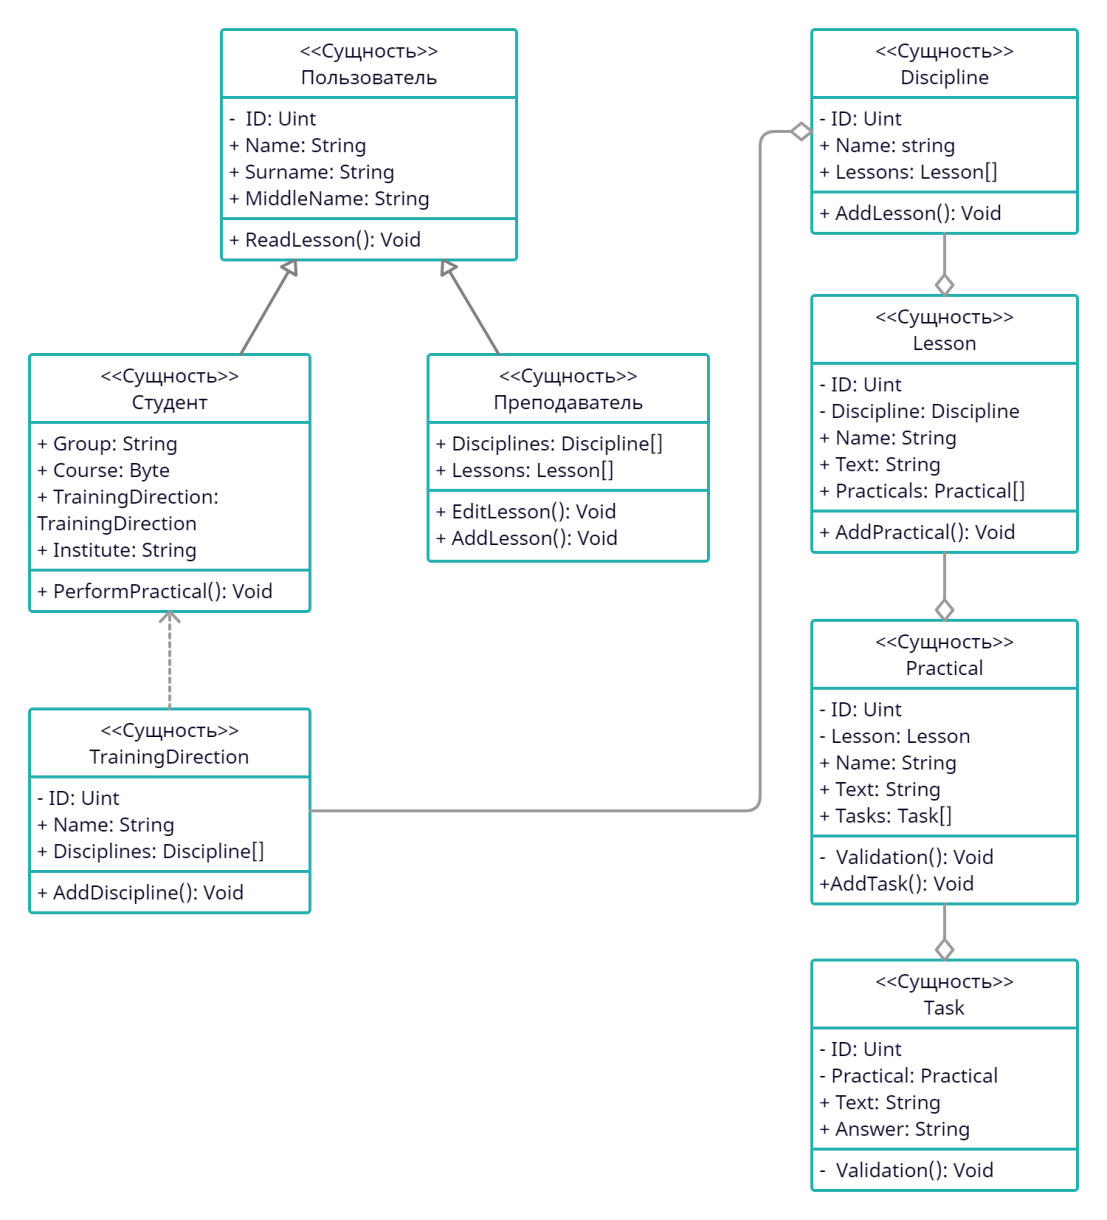 <<Сущность>>
Пользователь
-  ID: Uint
+ Name: String
+ Surname: String
+ MiddleName: String
+ ReadLesson(): Void
<<Сущность>>
Студент
+ Group: String
+ Course: Byte
+ TrainingDirection:
TrainingDirection
+ Institute: String
+ PerformPractical(): Void
<<Сущность>>
Преподаватель
+ Disciplines: Discipline[]
+ Lessons: Lesson[]
+ EditLesson(): Void
+ AddLesson(): Void
<<Сущность>>
TrainingDirection
- ID: Uint
+ Name: String
+ Disciplines: Discipline[]
+ AddDiscipline(): Void
<<Сущность>>
Discipline
- ID: Uint
+ Name: string
+ Lessons: Lesson[]
+ AddLesson(): Void
<<Сущность>>
Lesson
- ID: Uint
- Discipline: Discipline
+ Name: String
+ Text: String
+ Practicals: Practical[]
+ AddPractical(): Void
<<Сущность>>
Practical
- ID: Uint
- Lesson: Lesson
+ Name: String
+ Text: String
+ Tasks: Task[]
-  Validation(): Void
+AddTask(): Void
<<Сущность>>
Task
- ID: Uint
- Practical: Practical
+ Text: String
+ Answer: String
-  Validation(): Void